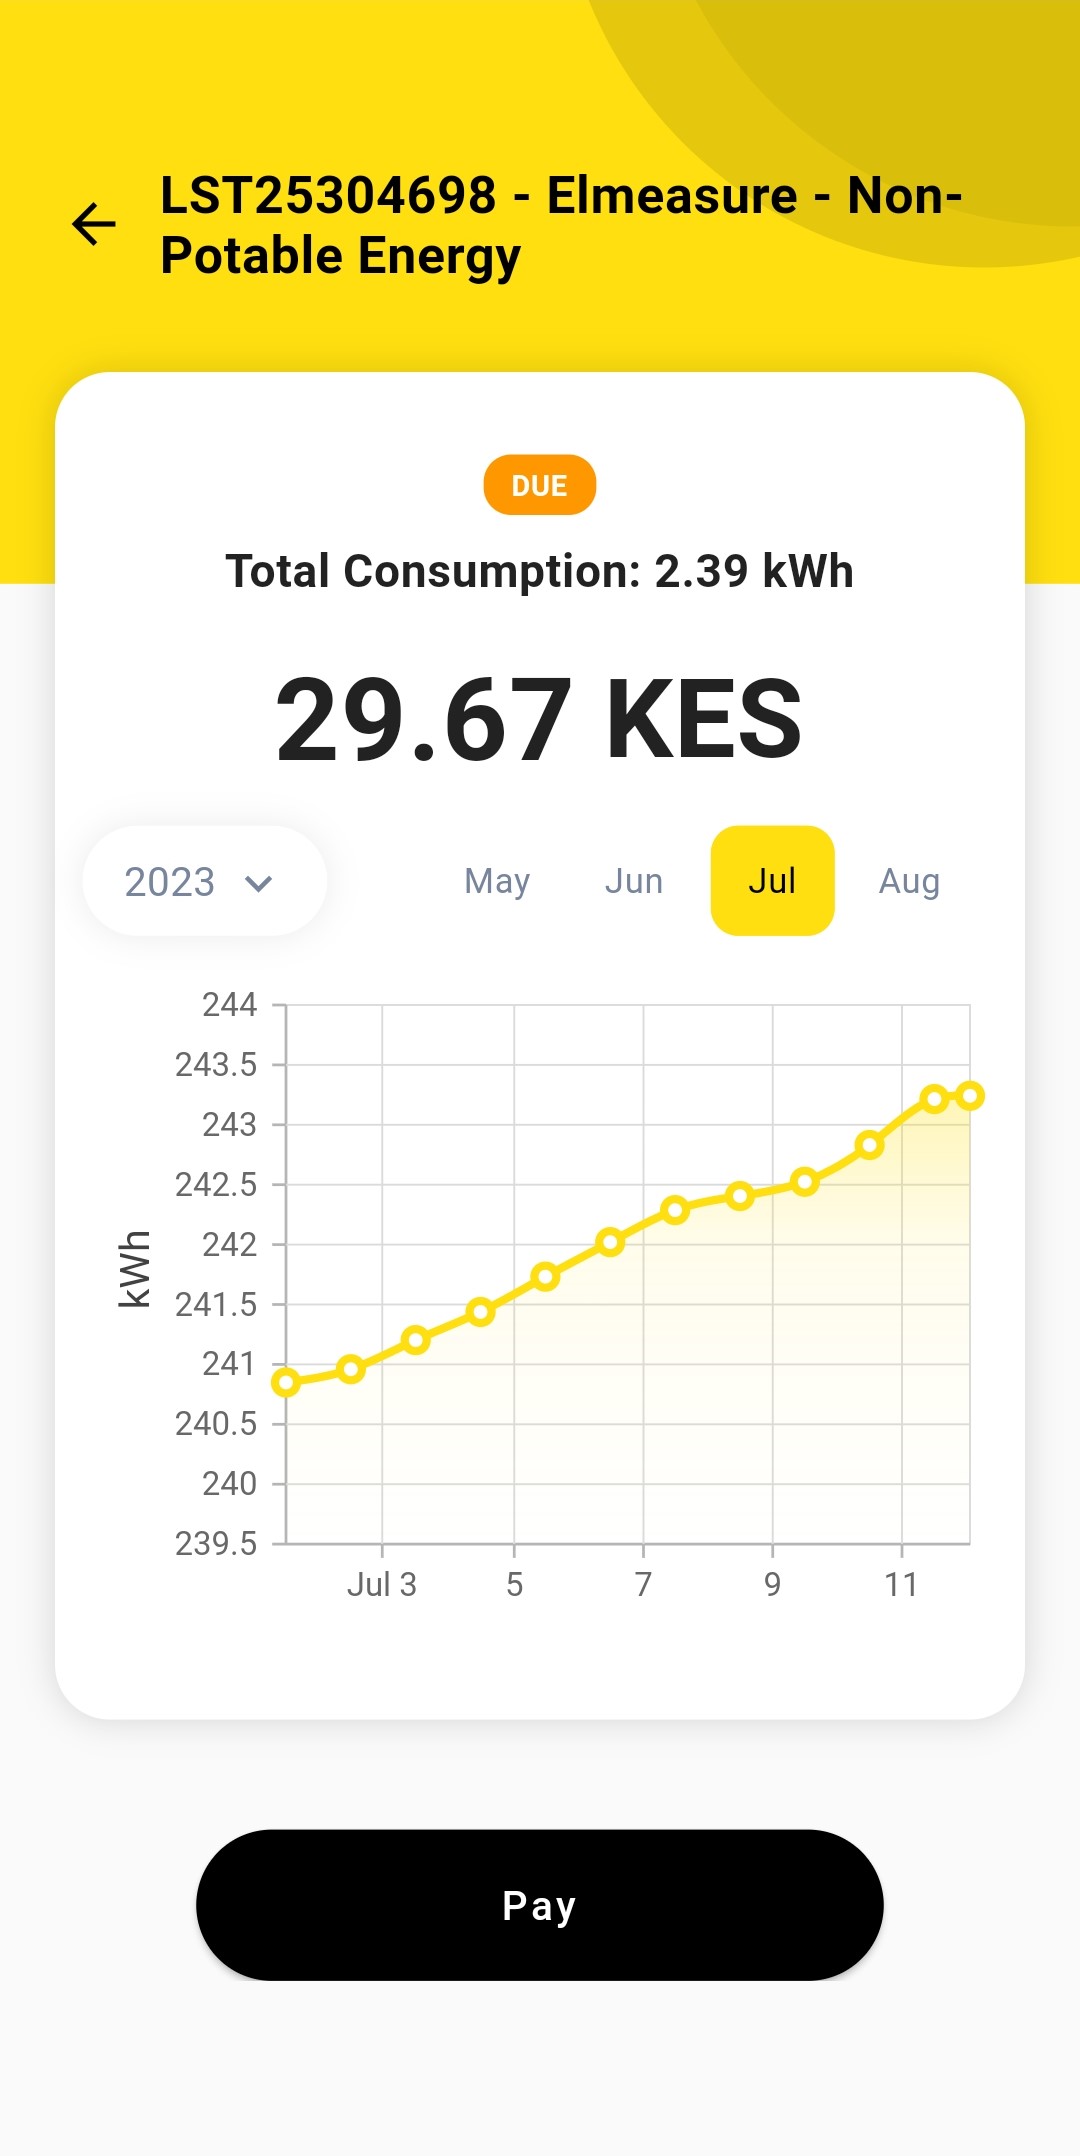 LST25304698 - Elmeasure - Non-
Potable Energy
DUE
Total Consumption: 2.39 kWh
29.67 KES
2023 May Jun Jul Aug
244
243.5
243
242.5
242
241.5
241
240.5
240
239.5
kWh
Jul 3 5 7 9 11
Pay